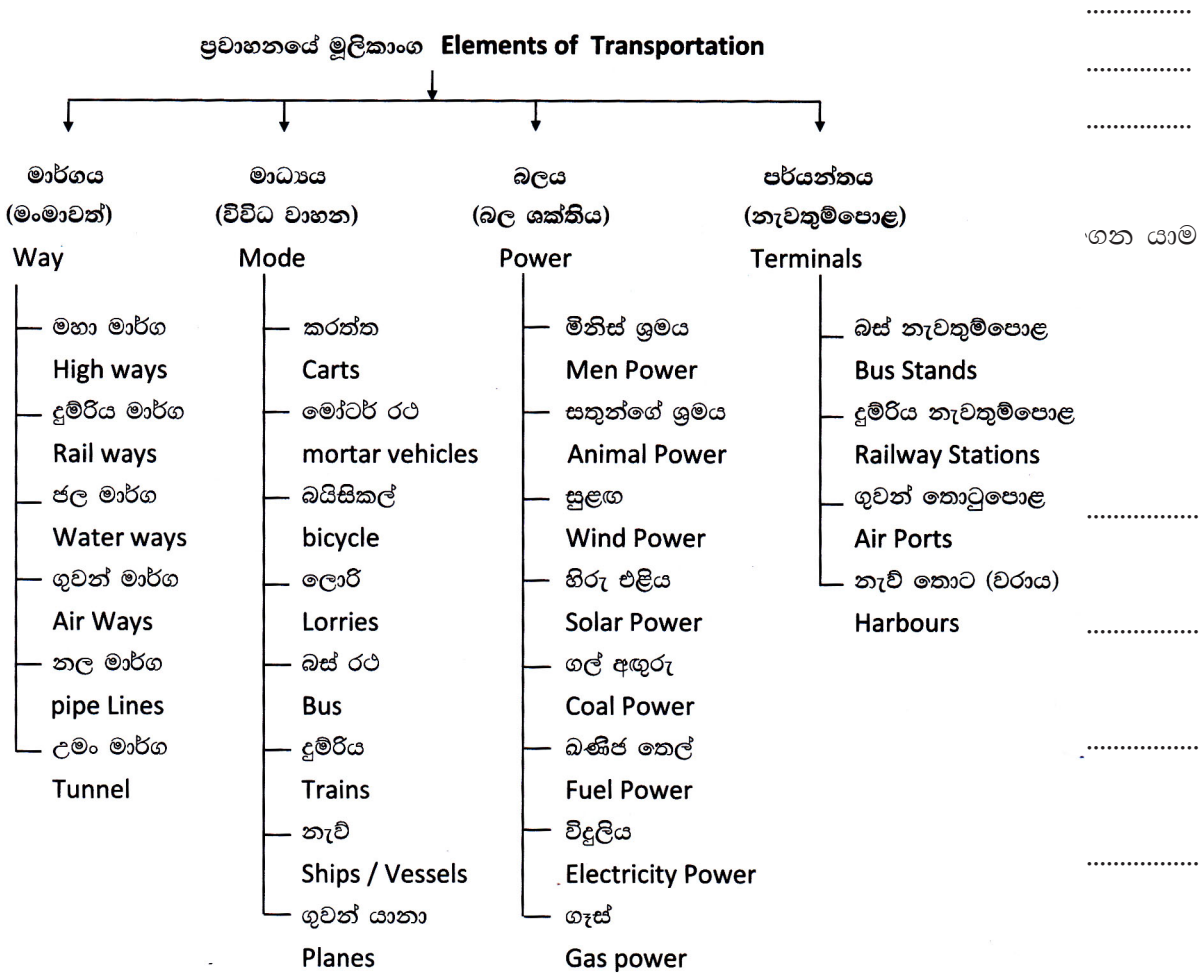 ප්‍රවාහනයේ මූලිකාංග Elements of Transportation
මාර්ගය
(මංමාවත්)
Way
මහා මාර්ග
High ways
දුම්රිය මාර්ග
Rail ways
ජල මාර්ග
Water ways
ගුවන් මාර්ග
Air Ways
නල මාර්ග
pipe Lines
උමං මාර්ග
Tunnel
මාධ්‍යය
(විවිධ වාහන)
Mode
කරත්ත
Carts
මෝටර් රථ
mortar vehicles
බයිසිකල්
bicycle
ලොරි
Lorries
බස් රථ
Bus
දුම්රිය
Trains
නැව්
Ships / Vessels
ගුවන් යානා
Planes
බලය
(බල ශක්තිය)
Power
මිනිස් ශ්‍රමය
Men Power
සතුන්ගේ ශ්‍රමය
Animal Power
සුළඟ
Wind Power
හිරු එළිය
Solar Power
ගල් අඟුරු
Coal Power
ඛණිජ තෙල්
Fuel Power
විදුලිය
Electricity Power
ගෑස්
Gas power
පර්යන්තය
(නැවතුම්පොළ)
Terminals
බස් නැවතුම්පොළ
Bus Stands
දුම්රිය නැවතුම්පොළ
Railway Stations
ගුවන් තොටුපොළ
Air Ports
නැව් තොට (වරාය)
Harbours
ගෙන යාම